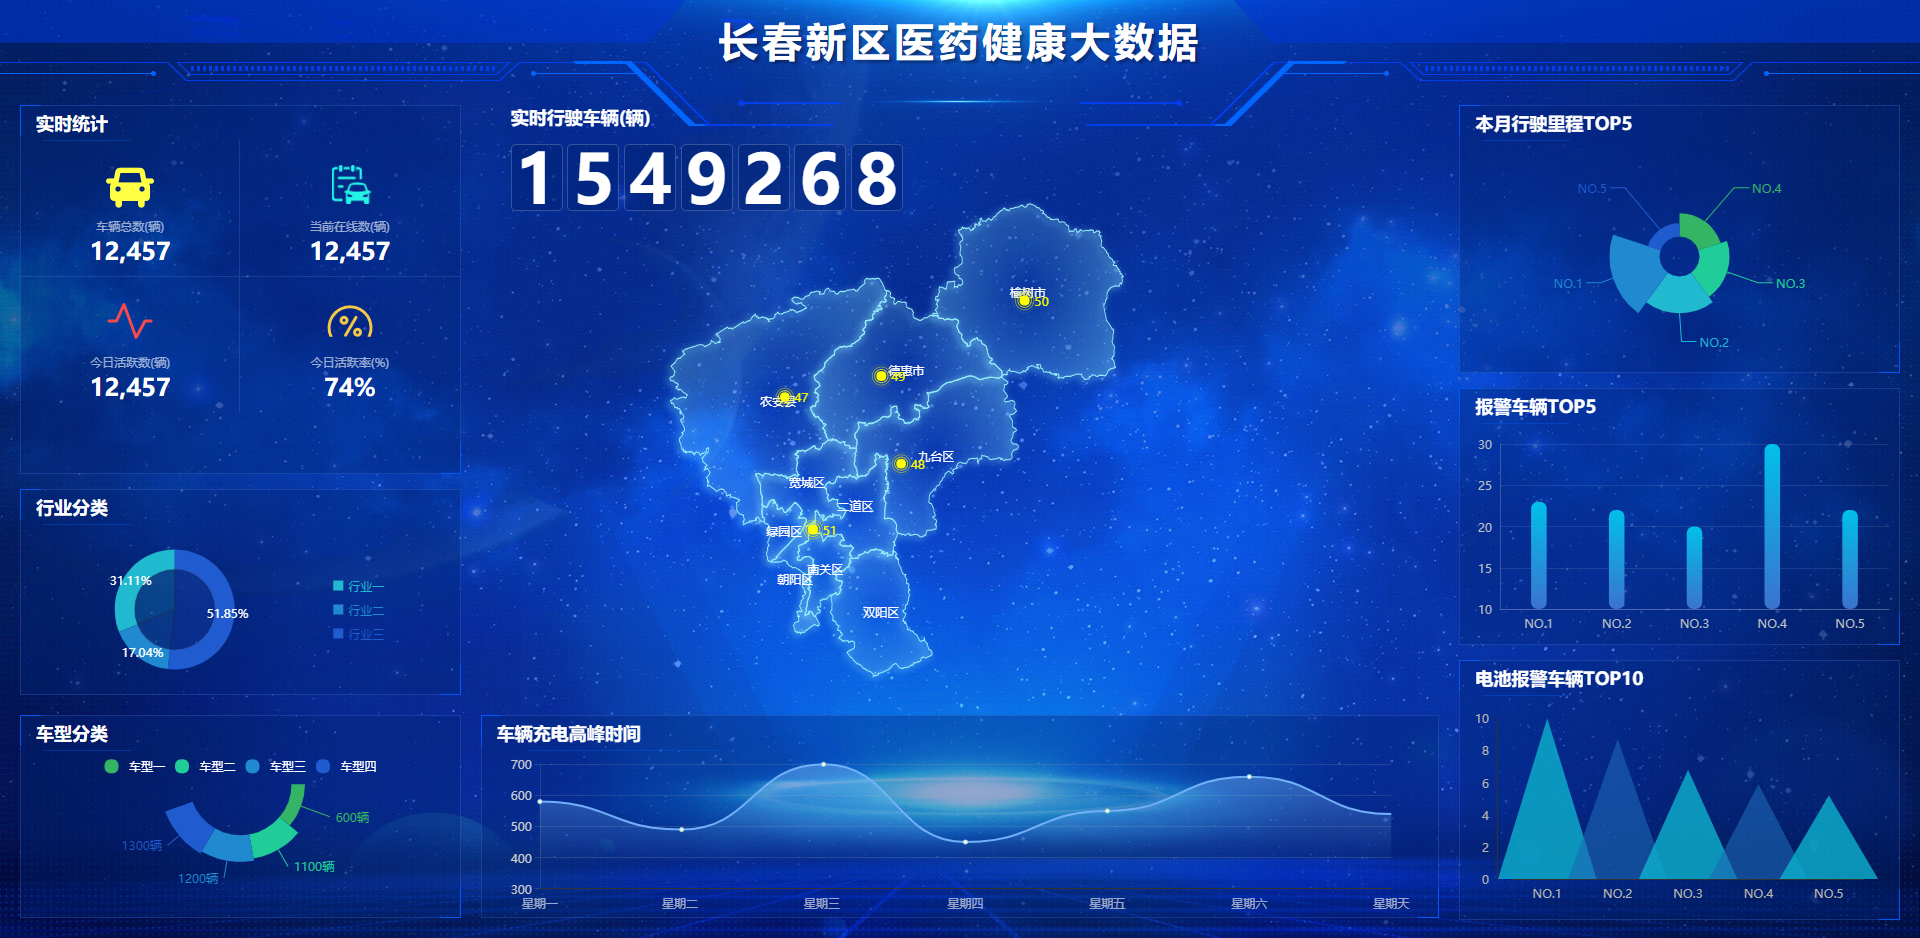 长春新区医药健康大数据
实时统计
车辆总数(辆)
12,457
当前在线数(辆)
12,457
今日活跃数(辆)
12,457
今日活跃率(%)
74%
行业分类
31.11%
51.85%
17.04%
行业一
行业二
行业三
车型分类
车型一 车型二 车型三 车型四
600辆
1300辆
1100辆
1200辆
实时行驶车辆(辆)
1549268
榆树市
50
德惠市
49
农安县
47
九台区
48
宽城区
二道区
绿园区
51
南关区
朝阳区
双阳区
车辆充电高峰时间
700
600
500
400
300
星期一 星期二 星期三 星期四 星期五 星期六 星期天
本月行驶里程TOP5
NO.5
NO.4
NO.1
NO.3
NO.2
报警车辆TOP5
30
25
20
15
10
NO.1 NO.2 NO.3 NO.4 NO.5
电池报警车辆TOP10
10
8
6
4
2
0
NO.1 NO.2 NO.3 NO.4 NO.5